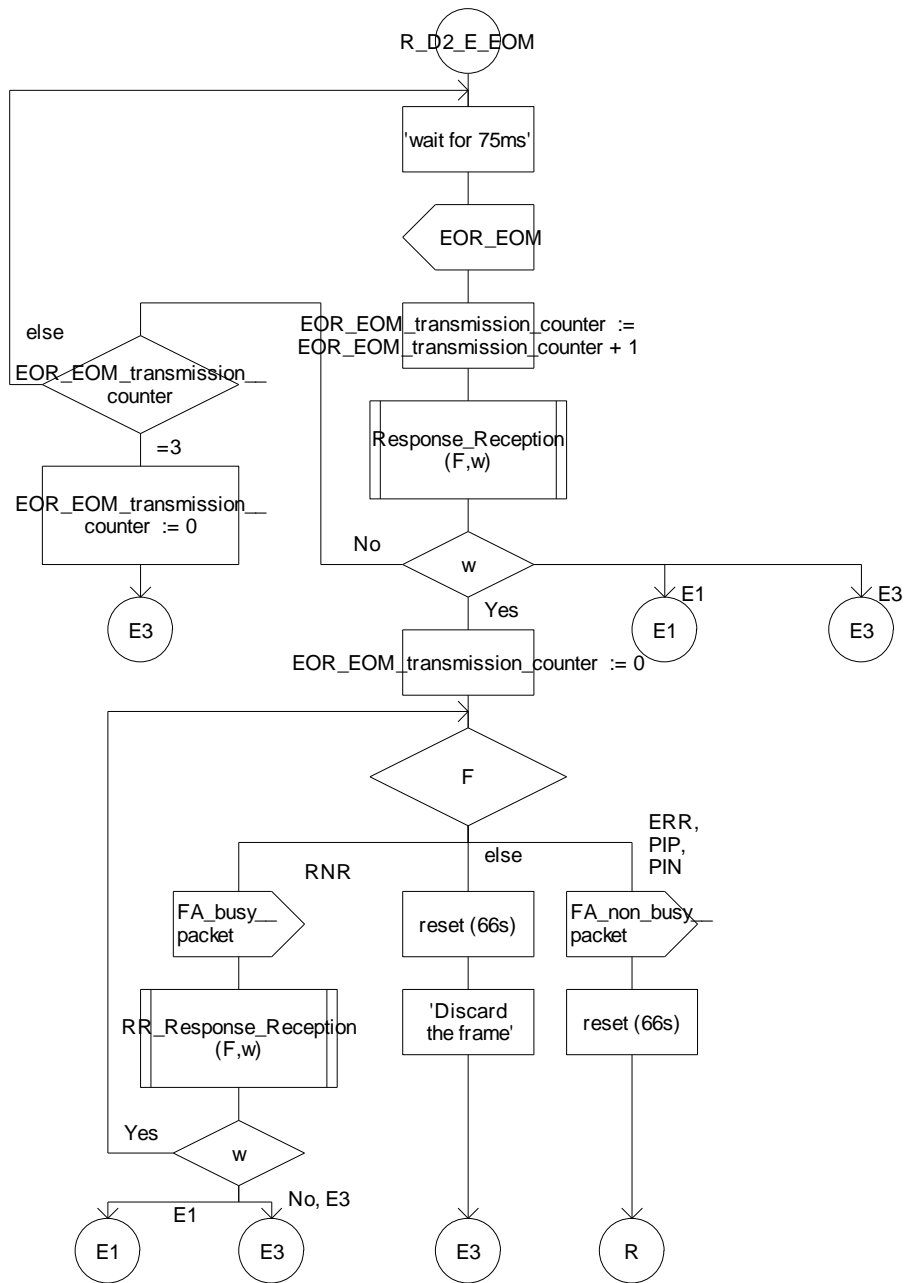 R_D2_E_EOM
'wait for 75ms'
EOR_EOM
EOR_EOM_transmission_counter :=
EOR_EOM_transmission_counter + 1
else
EOR_EOM_transmission__
counter
=3
Response_Reception
(F,w)
EOR_EOM_transmission__
counter := 0
No
w
Yes
E1
E3
E3
E1
E3
EOR_EOM_transmission_counter := 0
F
RNR
else
ERR,
PIP,
PIN
FA_busy__
packet
reset (66s)
FA_non_busy__
packet
RR_Response_Reception
(F,w)
'Discard
the frame'
reset (66s)
Yes
w
E1
No, E3
E1
E3
E3
R